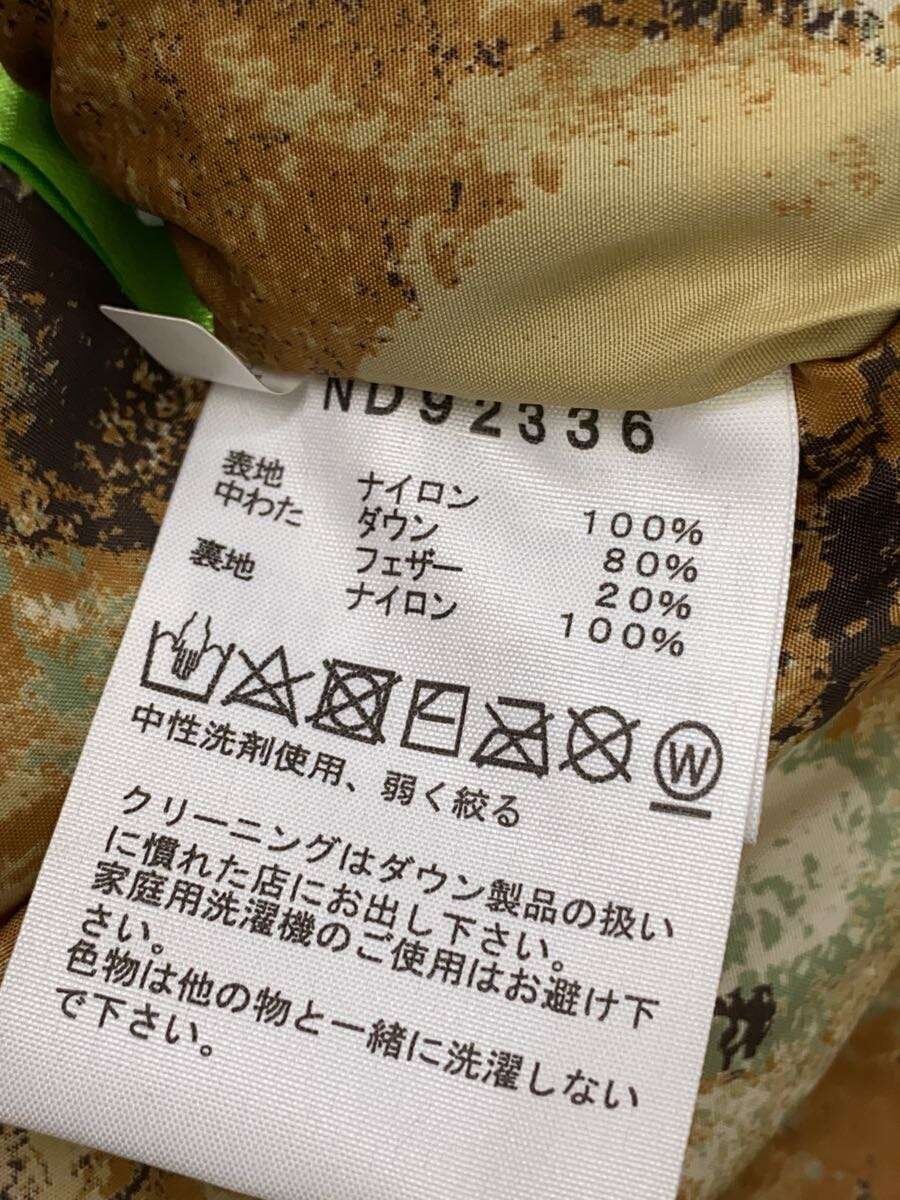 ND92336
表地 ナイロン 100%
中わた ダウン 80%
フェザー 20%
裏地 ナイロン 100%
W
中性洗剤使用、弱く絞る
クリーニングはダウン製品の扱い
に慣れた店にお出し下さい。
家庭用洗濯機のご使用はお避け下
さい。
色物は他の物と一緒に洗濯しない
で下さい。